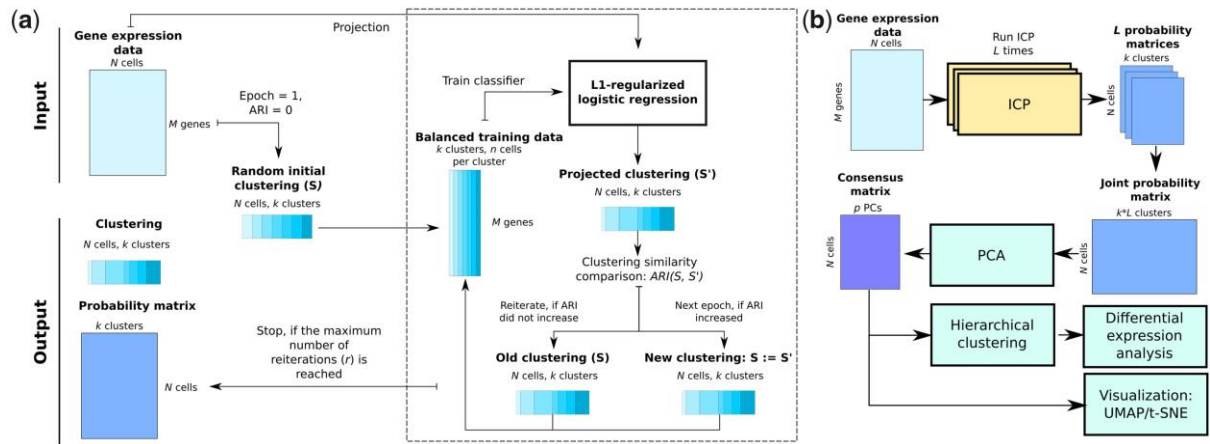 (a)
Input
Output
Gene expression
data
N cells
M genes
Projection
Epoch = 1,
ARI = 0
Random initial
clustering (S)
N cells, k clusters
Clustering
N cells, k clusters
Probability matrix
k clusters
N cells
Stop, if the maximum
number of
reiterations (r) is
reached
Train classifier
L1-regularized
logistic regression
Balanced training data
k clusters, n cells
per cluster
M genes
Projected clustering (S')
N cells, k clusters
Clustering similarity
comparison: ARI(S, S')
Reiterate, if ARI
did not increase
Next epoch, if ARI
increased
Old clustering (S)
N cells, k clusters
New clustering: S := S'
N cells, k clusters
(b)
Gene expression
data
N cells
M genes
Run ICP
L times
ICP
L probability
matrices
k clusters
N cells
Joint probability
matrix
k*L clusters
N cells
PCA
Consensus
matrix
p PCs
N cells
Hierarchical
clustering
Differential
expression
analysis
Visualization:
UMAP/t-SNE